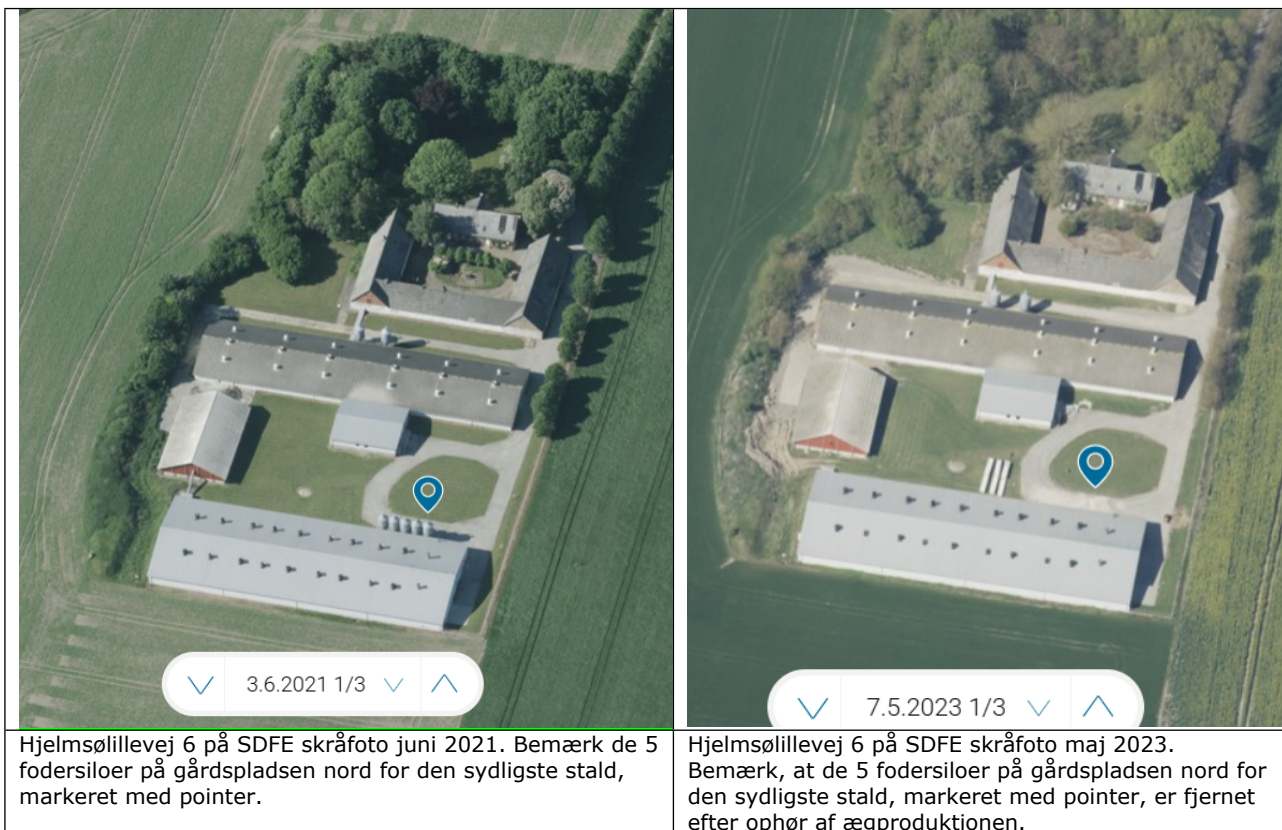 3.6.2021 1/3
7.5.2023 1/3
Hjelmsølillevej 6 på SDFE skråfoto juni 2021. Bemærk de 5
fodersiloer på gårdspladsen nord for den sydligste stald,
markeret med pointer.
Hjelmsølillevej 6 på SDFE skråfoto maj 2023.
Bemærk, at de 5 fodersiloer på gårdspladsen nord for
den sydligste stald, markeret med pointer, er fjernet
efter ophør af ægproduktionen.